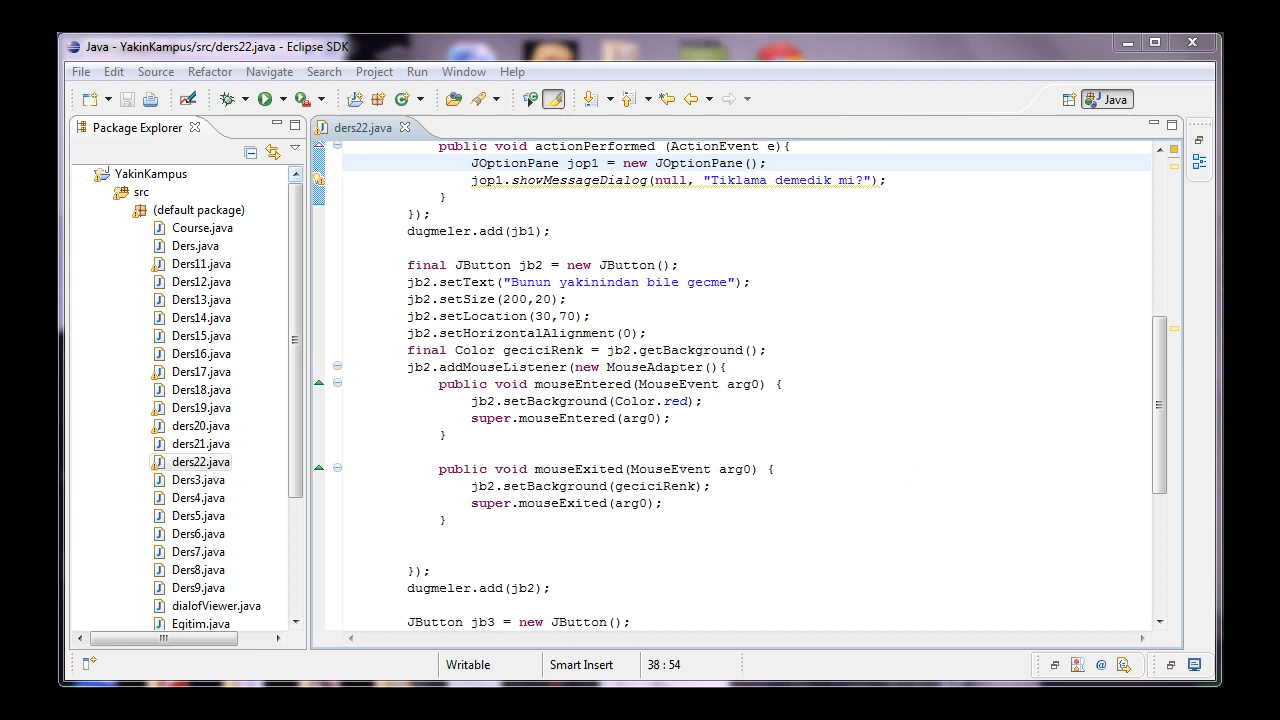 Java - YakinKampus/src/ders22.java - Eclipse SDK
File Edit Source Refactor Navigate Search Project Run Window Help
Java
Package Explorer
ders22.java
YakinKampus
src
(default package)
Course.java
Ders.java
Ders11.java
Ders12.java
Ders13.java
Ders14.java
Ders15.java
Ders16.java
Ders17.java
Ders18.java
Ders19.java
ders20.java
ders21.java
ders22.java
Ders3.java
Ders4.java
Ders5.java
Ders6.java
Ders7.java
Ders8.java
Ders9.java
dialofViewer.java
Egitim.java
public void actionPerformed (ActionEvent e){
JOptionPane jop1 = new JOptionPane();
jop1.showMessageDialog(null, "Tiklama demedik mi?");
}
});
dugmeler.add(jb1);
final JButton jb2 = new JButton();
jb2.setText("Bunun yakinindan bile gecme");
jb2.setSize(200,20);
jb2.setLocation(30,70);
jb2.setHorizontalAlignment(0);
final Color geciciRenk = jb2.getBackground();
jb2.addMouseListener(new MouseAdapter(){
public void mouseEntered(MouseEvent arg0) {
jb2.setBackground(Color.red);
super.mouseEntered(arg0);
}
public void mouseExited(MouseEvent arg0) {
jb2.setBackground(geciciRenk);
super.mouseExited(arg0);
}
});
dugmeler.add(jb2);
JButton jb3 = new JButton();
Writable Smart Insert 38 : 54